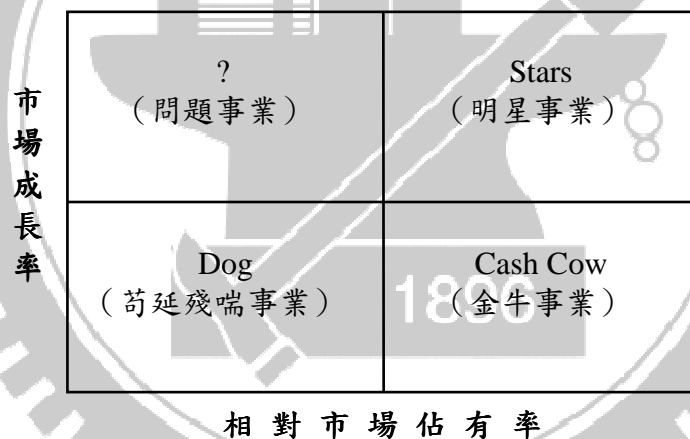 ?
（問題事業）
Stars
（明星事業）
市場成長率
Dog
（苟延殘喘事業）
Cash Cow
（金牛事業）
1896
相對市場佔有率